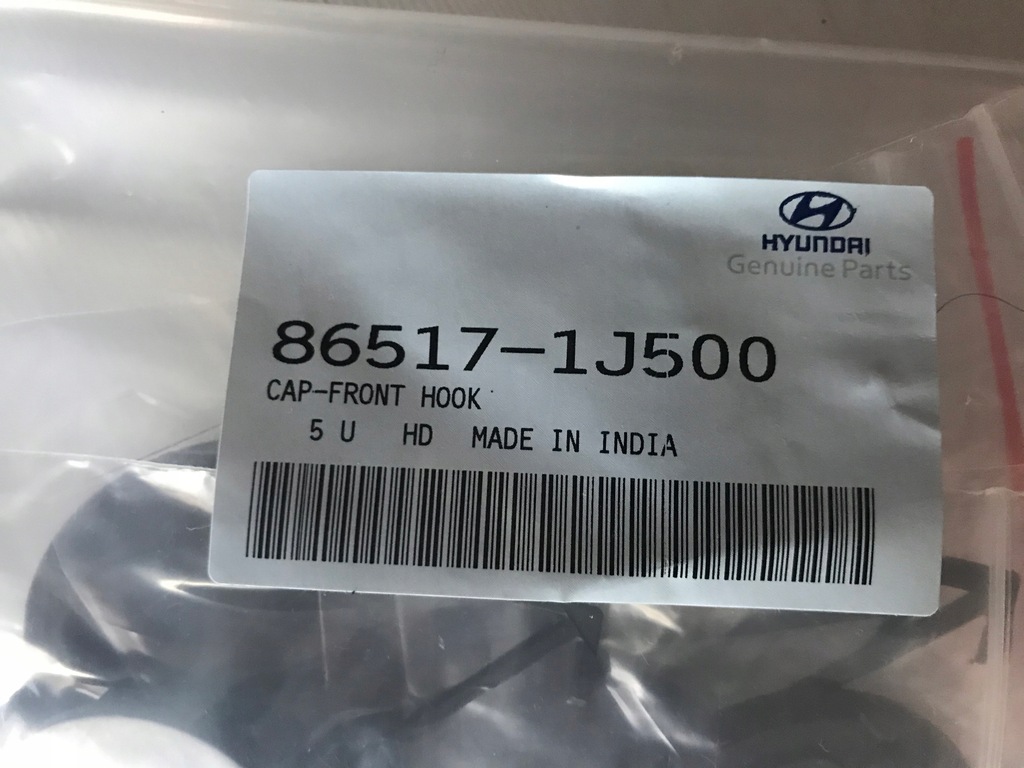 HYUNDAI
Genuine Parts
86517-1J500
CAP-FRONT HOOK
5 U HD MADE IN INDIA